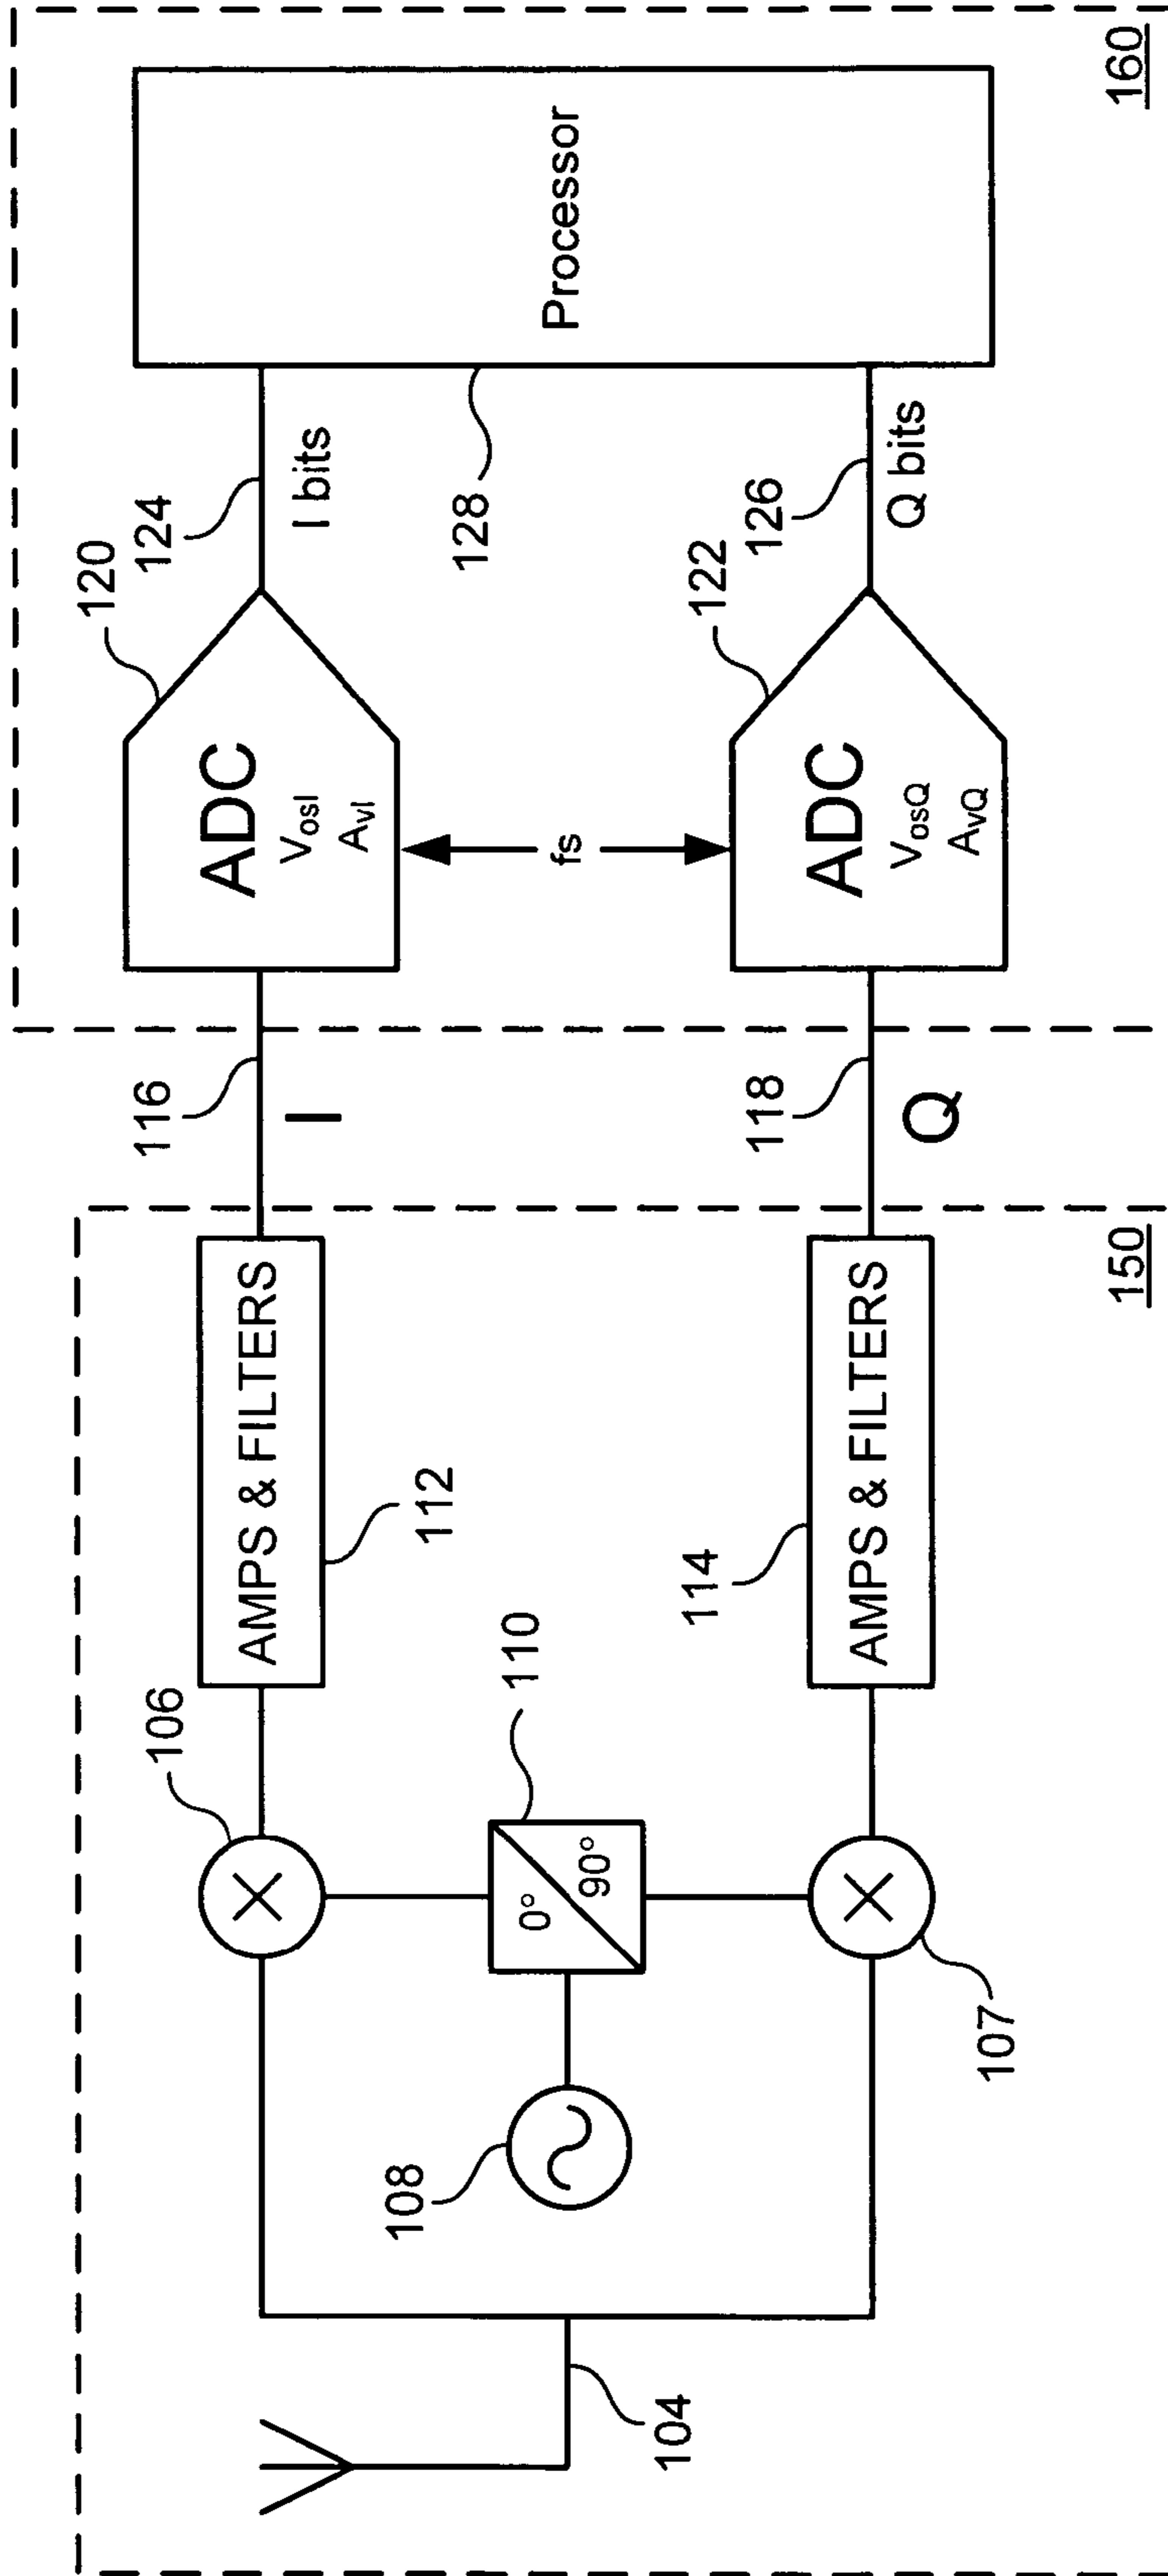 104
108
107
106
110
0°
90°
AMPS & FILTERS
112
114
AMPS & FILTERS
150
116
I
118
Q
120
ADC
VosI
AvI
fs
122
ADC
VosQ
AvQ
124
I bits
126
Q bits
128
Processor
160